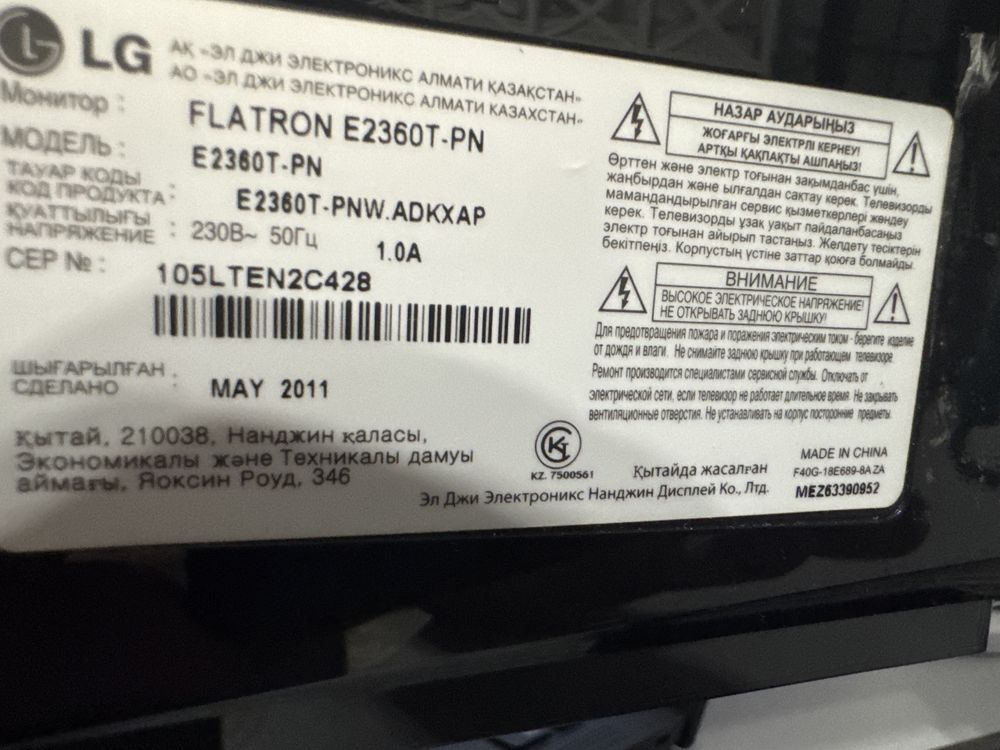 LG
АК «ЭЛ ДЖИ ЭЛЕКТРОНИКС АЛМАТИ ҚАЗАҚСТАН»
АО «ЭЛ ДЖИ ЭЛЕКТРОНИКС АЛМАТИ КАЗАХСТАН»
Монитор : FLATRON E2360T-PN
МОДЕЛЬ : E2360T-PN
ТАУАР КОДЫ
КОД ПРОДУКТА : E2360T-PNW.ADKXAP
ҚУАТТЫЛЫҒЫ
НАПРЯЖЕНИЕ : 230В~ 50Гц 1.0A
СЕР № : 105LTEN2C428
ШЫҒАРЫЛҒАН
СДЕЛАНО : MAY 2011
Қытай, 210038, Нанджин қаласы,
Экономикалы және Техникалы дамуы
аймағы, Яоксин Роуд, 346
НАЗАР АУДАРЫҢЫЗ
ЖОҒАРҒЫ ЭЛЕКТРЛІ КЕРНЕУ!
АРТҚЫ ҚАҚПАҚТЫ АШПАҢЫЗ!
Өрттен және электр тоғынан зақымданбас үшін,
жаңбырдан және ылғалдан сақтау керек. Телевизорды
мамандандырылған сервис қызметкерлері жөндеу
керек. Телевизорды ұзақ уақыт пайдаланбасаңыз
электр тоғынан айырып тастаңыз. Желдету тесіктерін
бекітпеңіз. Корпустың үстіне заттар қоюға болмайды.
ВНИМАНИЕ
ВЫСОКОЕ ЭЛЕКТРИЧЕСКОЕ НАПРЯЖЕНИЕ!
НЕ ОТКРЫВАТЬ ЗАДНЮЮ КРЫШКУ!
Для предотвращения пожара и поражения электрическим током - берегите изделие
от дождя и влаги. Не снимайте заднюю крышку при работающем телевизоре.
Ремонт производится специалистами сервисной службы. Отключать от
электрической сети, если телевизор не работает длительное время. Не закрывать
вентиляционные отверстия. Не устанавливать на корпус посторонние предметы.
KZ. 7500561
Қытайда жасалған
MADE IN CHINA
F40G-18E689-8A ZA
Эл Джи Электроникс Нанджин Дисплей Ко., Лтд.
MEZ63390952